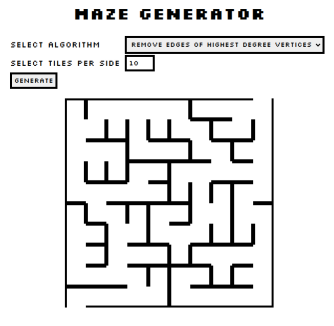 MAZE GENERATOR
SELECT ALGORITHM REMOVE EDGES OF HIGHEST DEGREE VERTICES
SELECT TILES PER SIDE 10
GENERATE